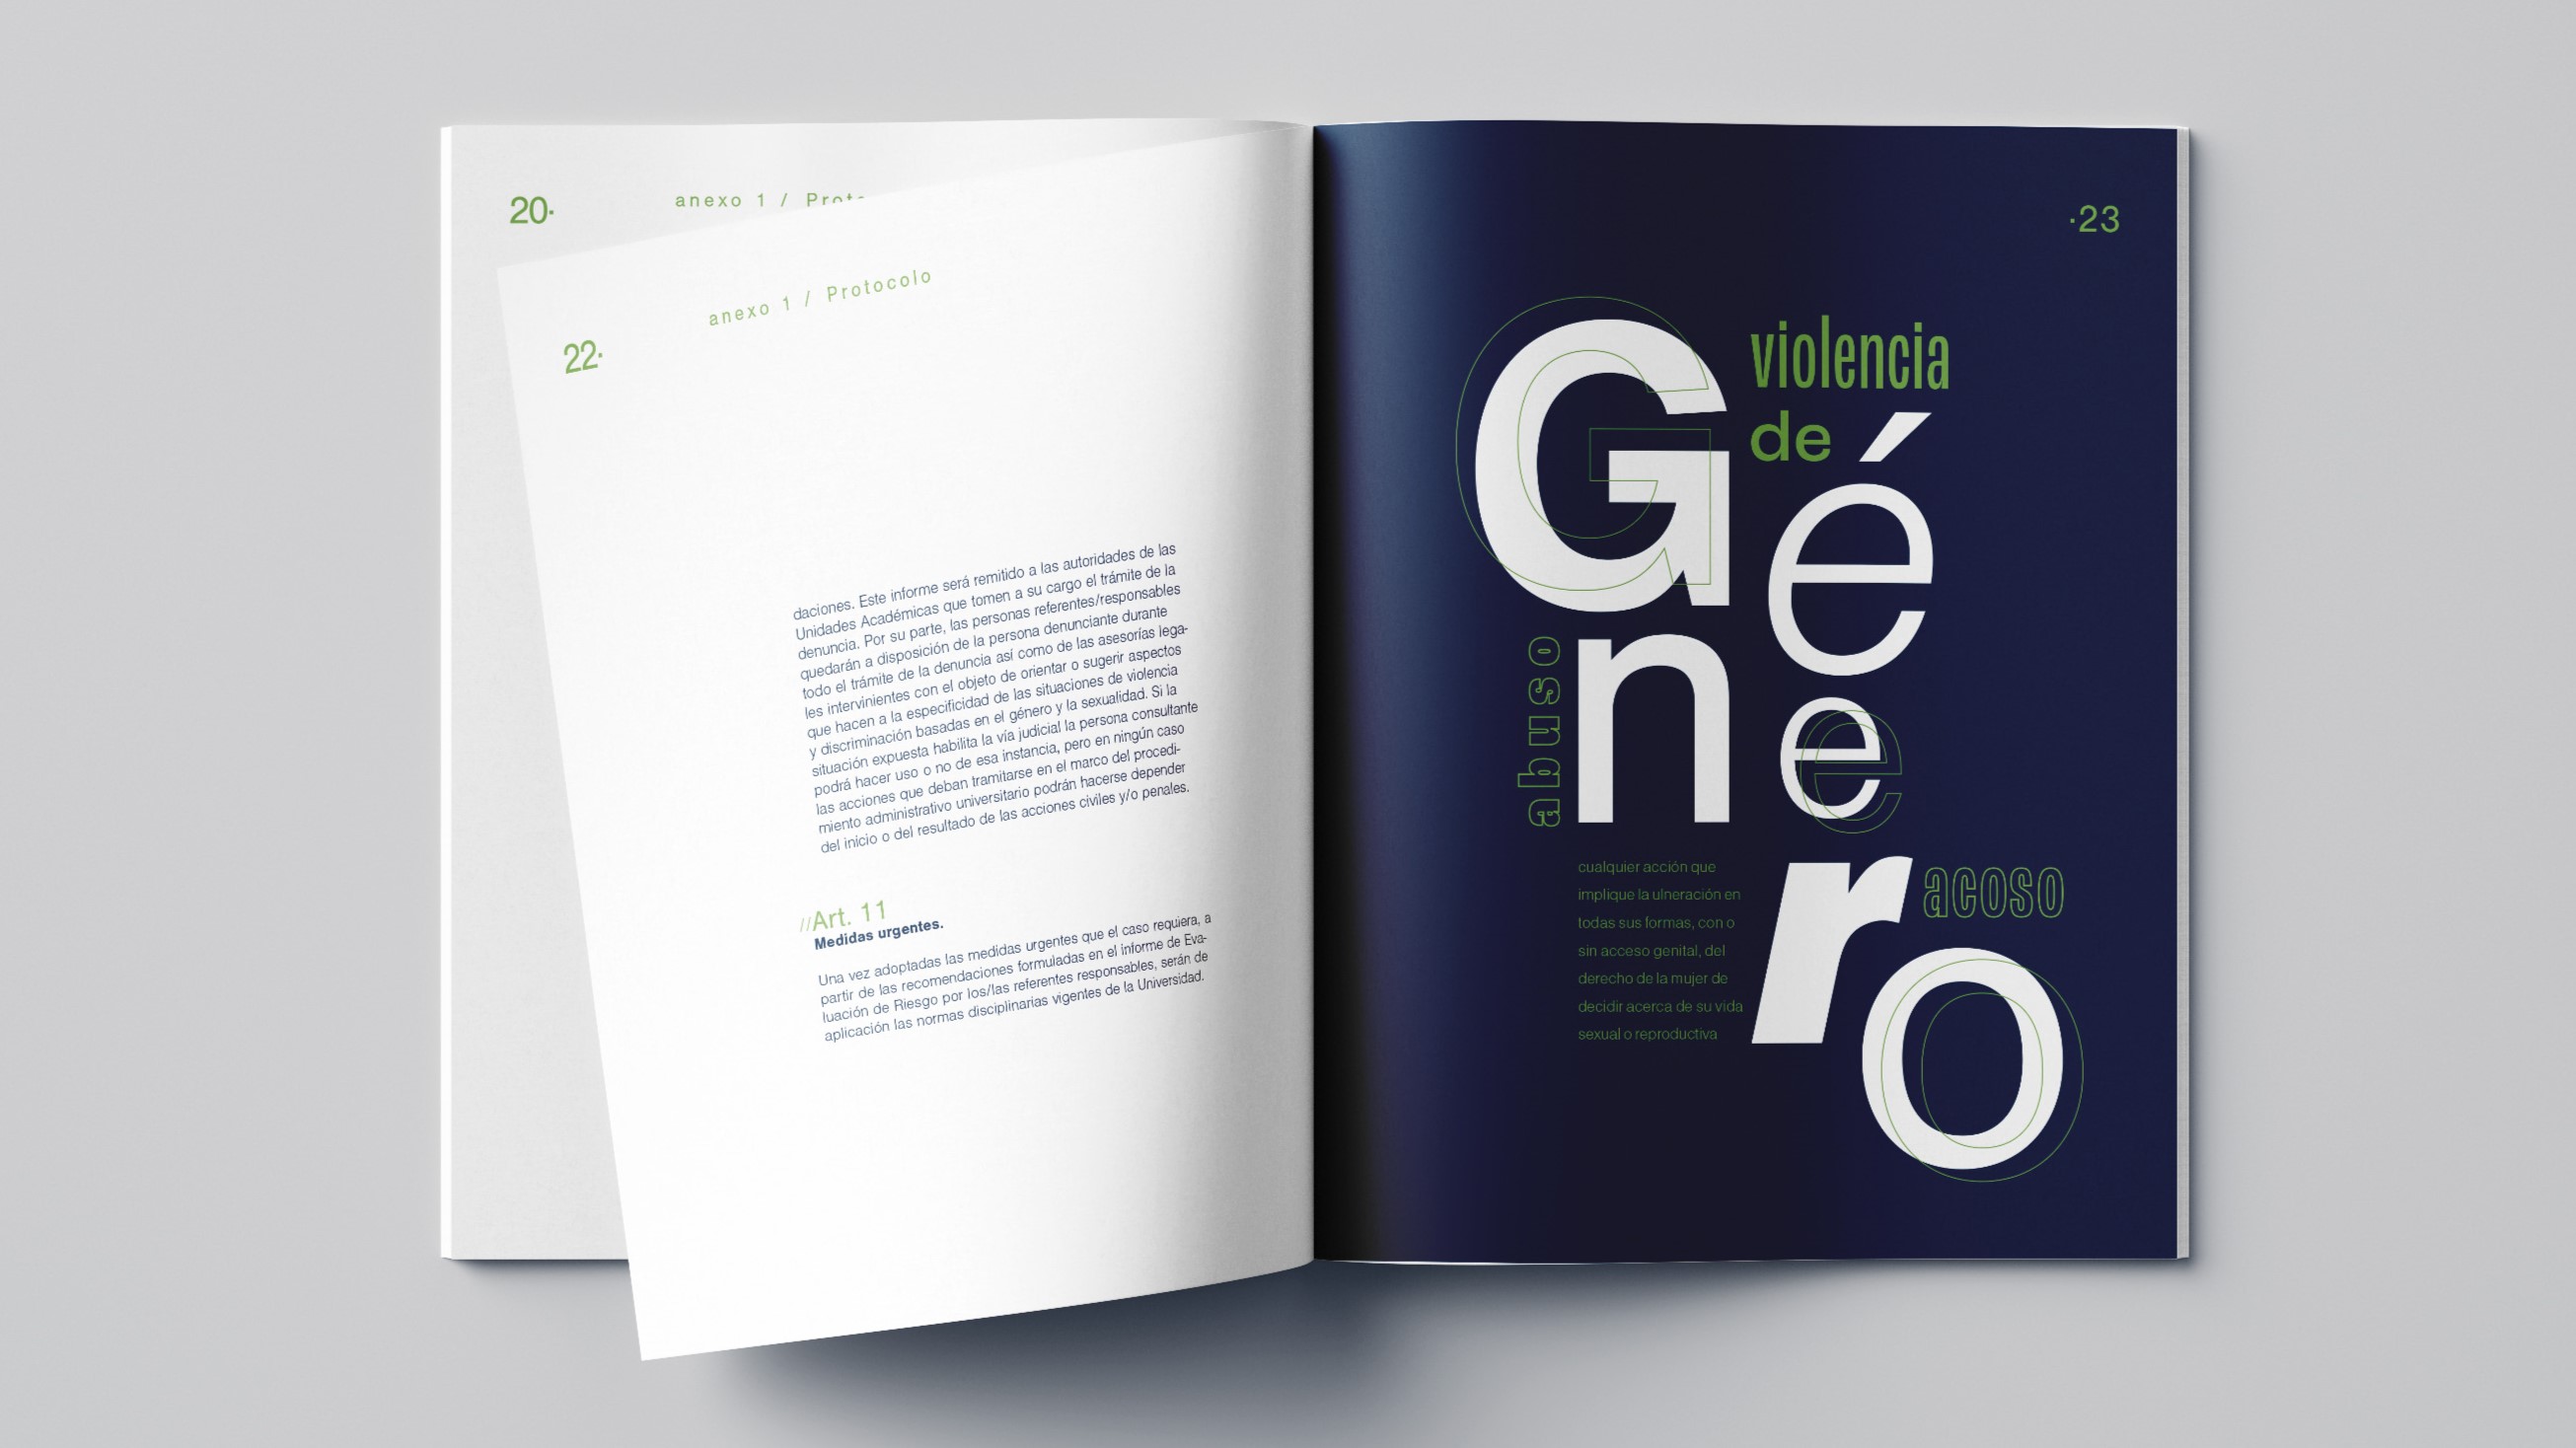 20·
anexo 1 / Proto
22·
anexo 1 / Protocolo
daciones. Este informe será remitido a las autoridades de las
Unidades Académicas que tomen a su cargo el trámite de la
denuncia. Por su parte, las personas referentes/responsables
quedarán a disposición de la persona denunciante durante
todo el trámite de la denuncia así como de las asesorías lega-
les intervinientes con el objeto de orientar o sugerir aspectos
que hacen a la especificidad de las situaciones de violencia
y discriminación basadas en el género y la sexualidad. Si la
situación expuesta habilita la vía judicial la persona consultante
podrá hacer uso o no de esa instancia, pero en ningún caso
las acciones que deban tramitarse en el marco del procedi-
miento administrativo universitario podrán hacerse depender
del inicio o del resultado de las acciones civiles y/o penales.
//Art. 11
Medidas urgentes.
Una vez adoptadas las medidas urgentes que el caso requiera, a
partir de las recomendaciones formuladas en el informe de Eva-
luación de Riesgo por los/las referentes responsables, serán de
aplicación las normas disciplinarias vigentes de la Universidad.
·23
violencia
de
Género
abuso
acoso
cualquier acción que
implique la ulneración en
todas sus formas, con o
sin acceso genital, del
derecho de la mujer de
decidir acerca de su vida
sexual o reproductiva